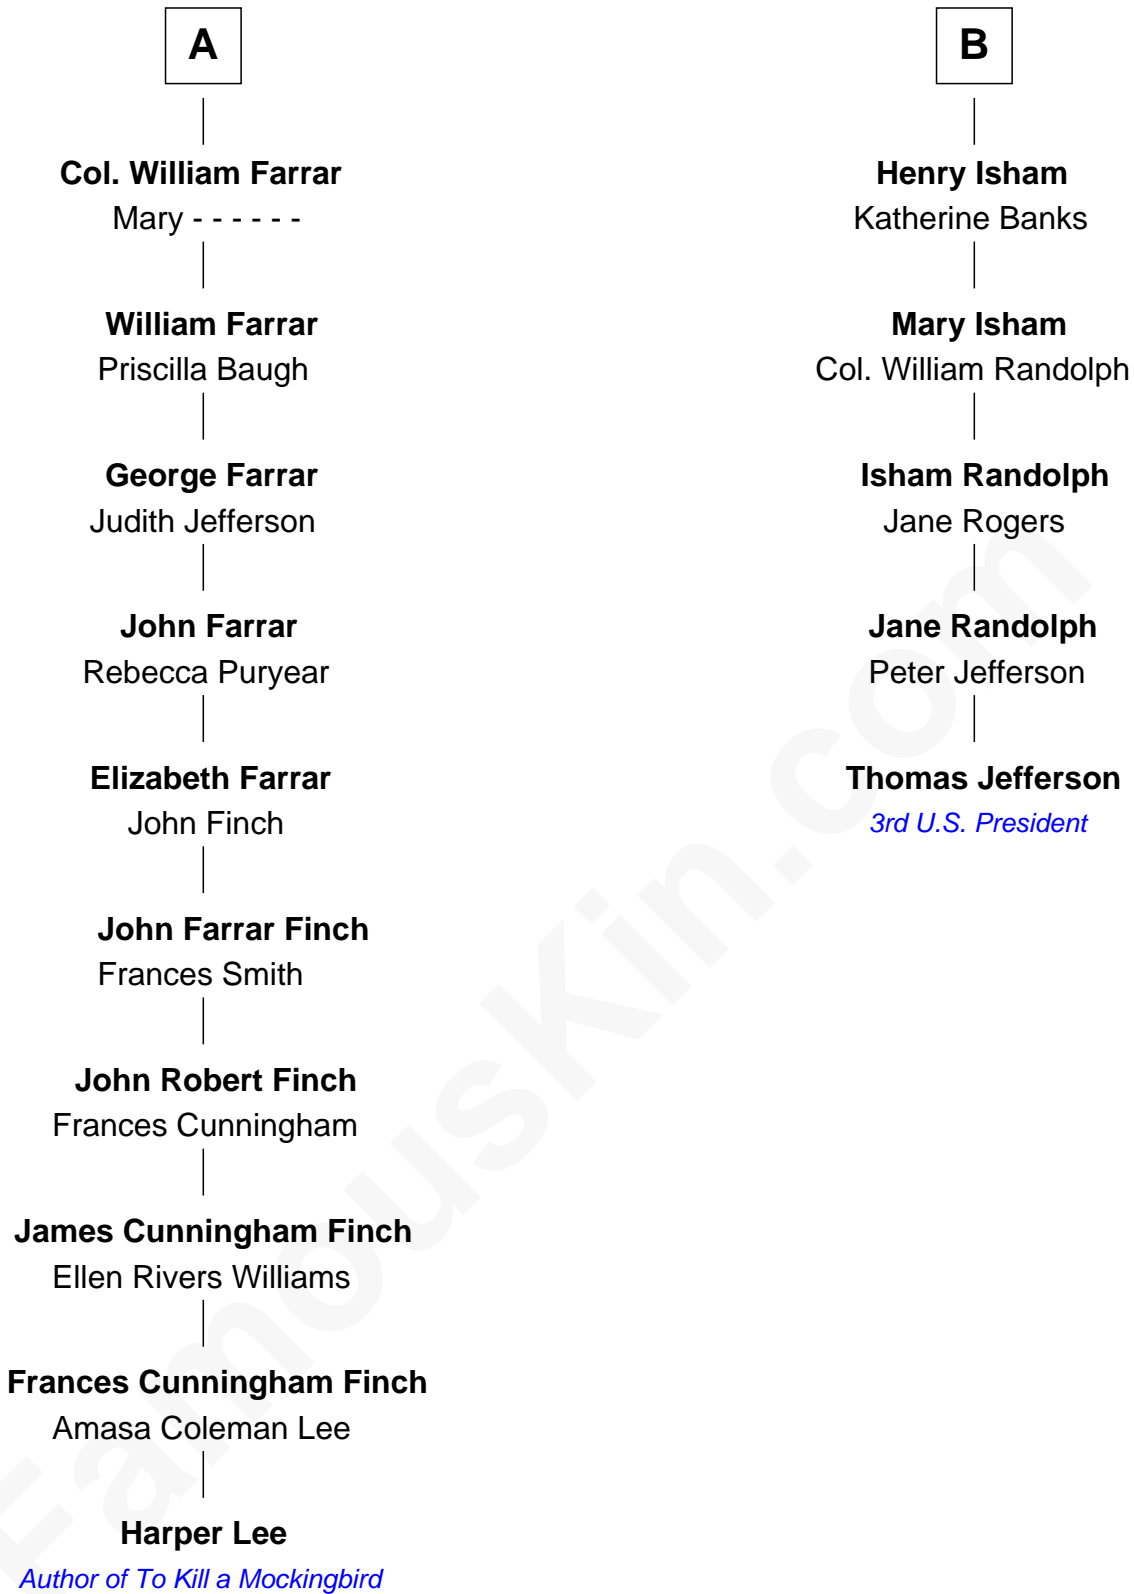 A
Col. William Farrar
Mary - - - - - -
William Farrar
Priscilla Baugh
George Farrar
Judith Jefferson
John Farrar
Rebecca Puryear
Elizabeth Farrar
John Finch
John Farrar Finch
Frances Smith
John Robert Finch
Frances Cunningham
James Cunningham Finch
Ellen Rivers Williams
Frances Cunningham Finch
Amasa Coleman Lee
Harper Lee
Author of To Kill a Mockingbird
B
Henry Isham
Katherine Banks
Mary Isham
Col. William Randolph
Isham Randolph
Jane Rogers
Jane Randolph
Peter Jefferson
Thomas Jefferson
3rd U.S. President
FamousKin.com